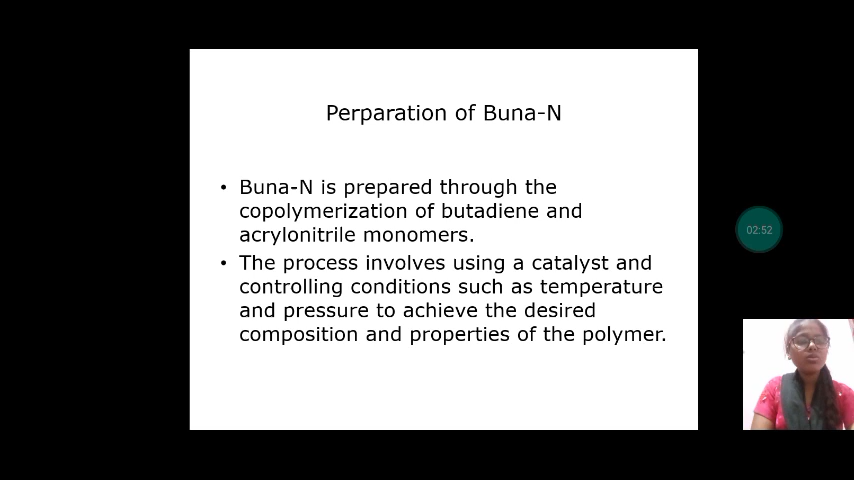 Perparation of Buna-N
• Buna-N is prepared through the
copolymerization of butadiene and
acrylonitrile monomers.
• The process involves using a catalyst and
controlling conditions such as temperature
and pressure to achieve the desired
composition and properties of the polymer.
02:52